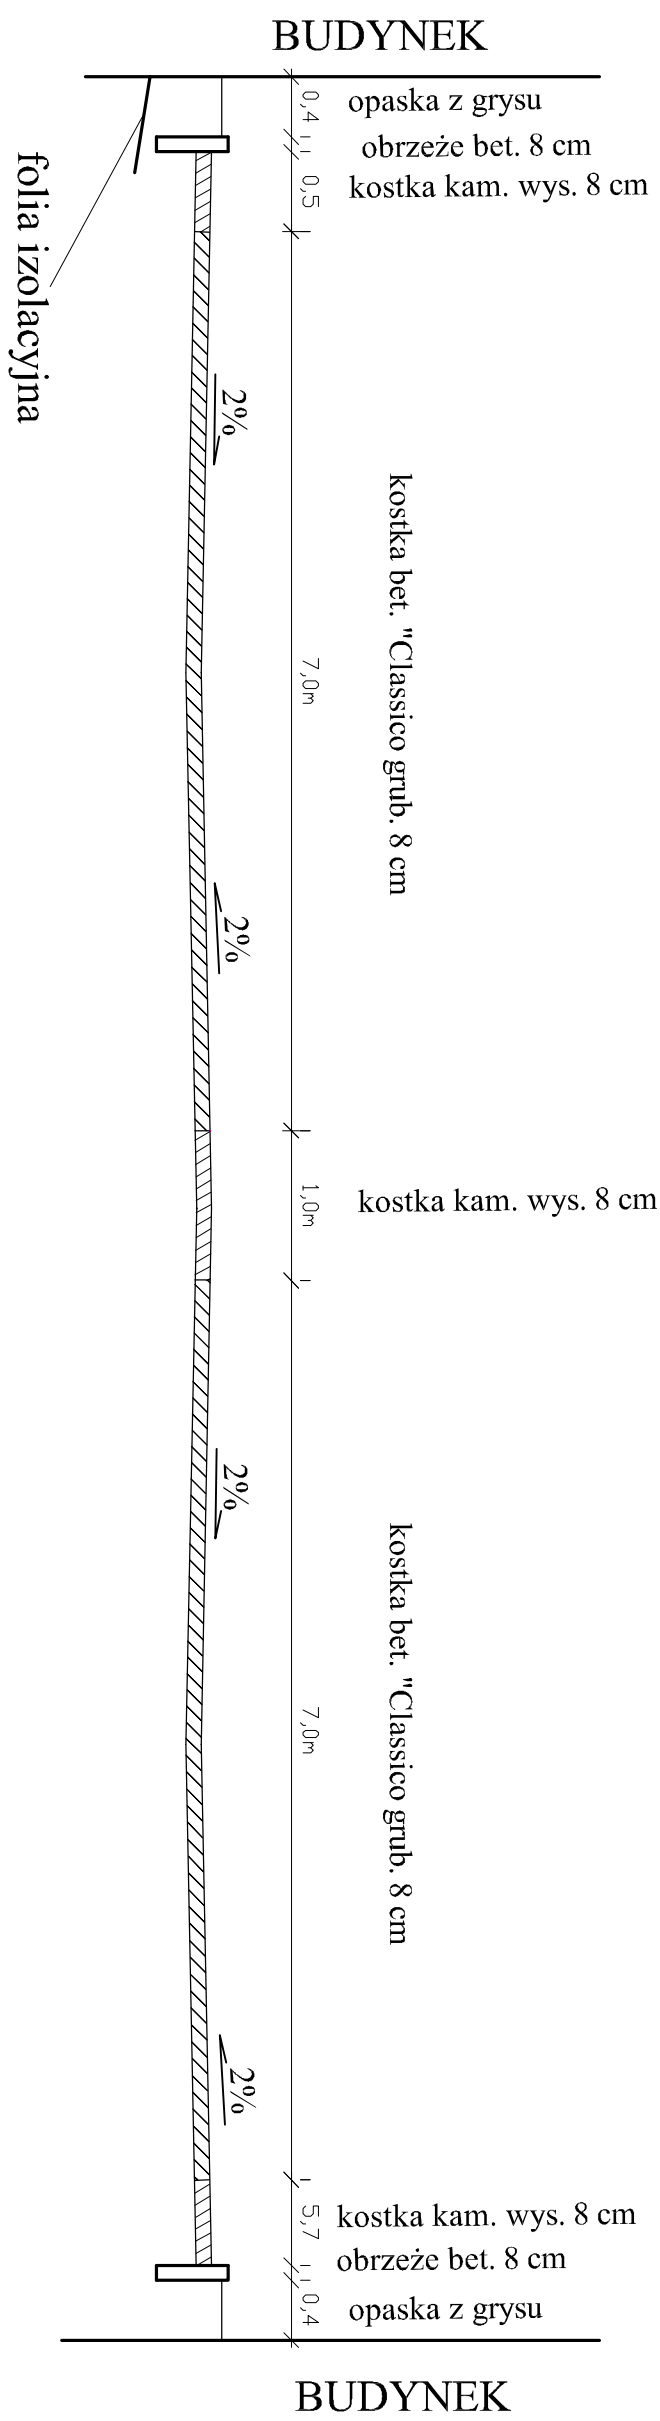 BUDYNEK
0,4
opaska z grysu
obrzeże bet. 8 cm
0,5
kostka kam. wys. 8 cm
folia izolacyjna
2%
kostka bet. "Classico grub. 8 cm
7,0m
2%
1,0m
kostka kam. wys. 8 cm
2%
kostka bet. "Classico grub. 8 cm
7,0m
2%
5,7
kostka kam. wys. 8 cm
obrzeże bet. 8 cm
0,4
opaska z grysu
BUDYNEK